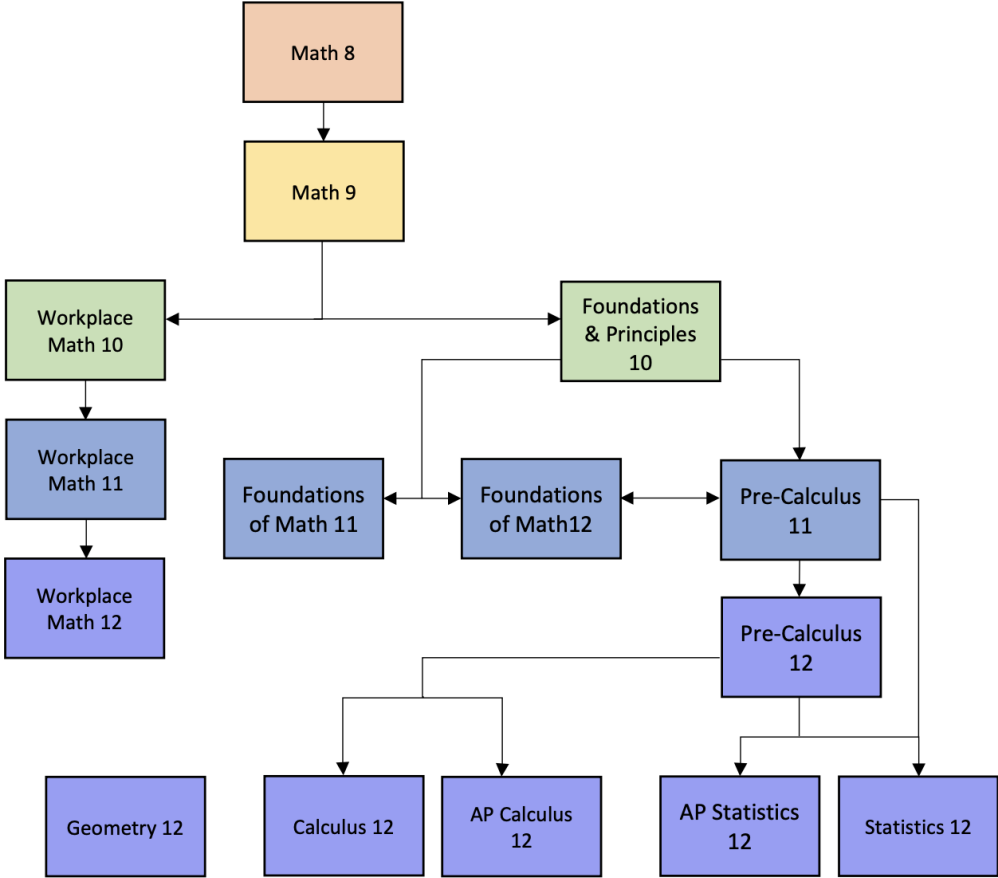 Math 8
Math 9
Workplace
Math 10
Foundations
& Principles
10
Workplace
Math 11
Foundations
of Math 11
Foundations
of Math12
Pre-Calculus
11
Workplace
Math 12
Pre-Calculus
12
Geometry 12
Calculus 12
AP Calculus
12
AP Statistics
12
Statistics 12